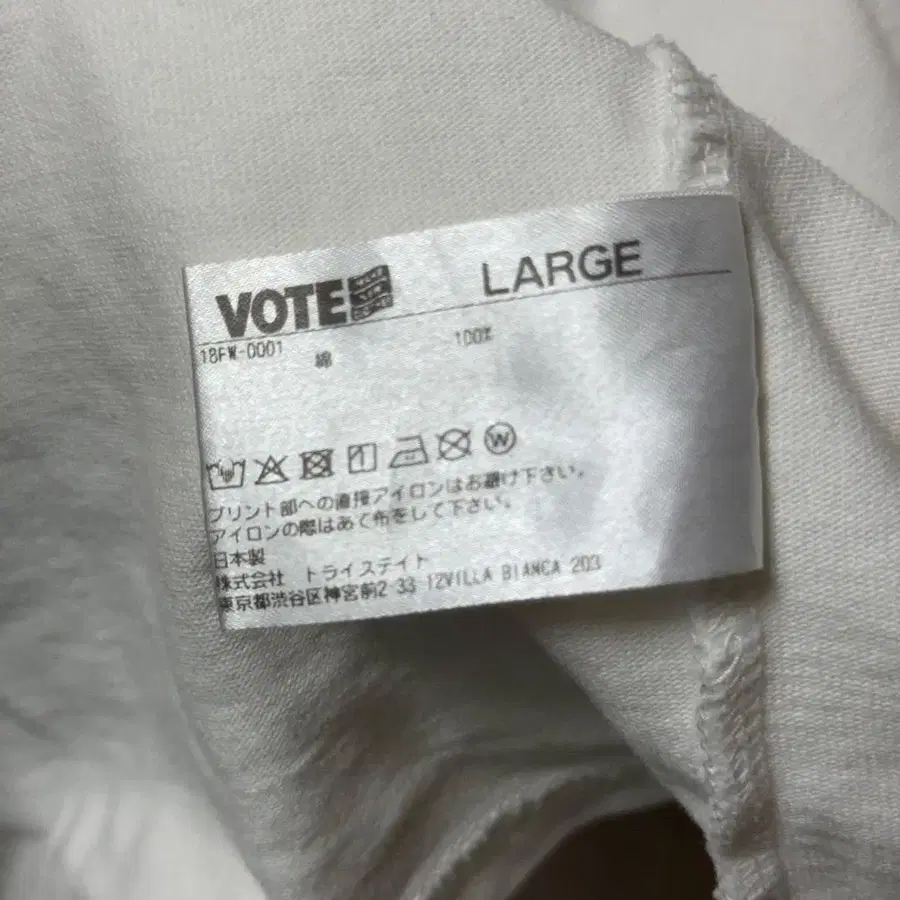 VOTE MAKE NEW CLOTHES LARGE
18FW-0001 綿 100%
W
プリント部への直接アイロンはお避け下さい。
アイロンの際はあて布をして下さい。
日本製
株式会社 トライステイト
東京都渋谷区神宮前2-33-12VILLA BIANCA 203